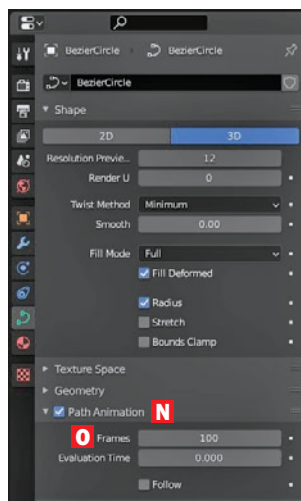 BezierCircle BezierCircle
BezierCircle
Shape
2D 3D
Resolution Previe... 12
Render U 0
Twist Method Minimum
Smooth 0.00
Fill Mode Full
Fill Deformed
Radius
Stretch
Bounds Clamp
Texture Space
Geometry
Path Animation N
O Frames 100
Evaluation Time 0.000
Follow